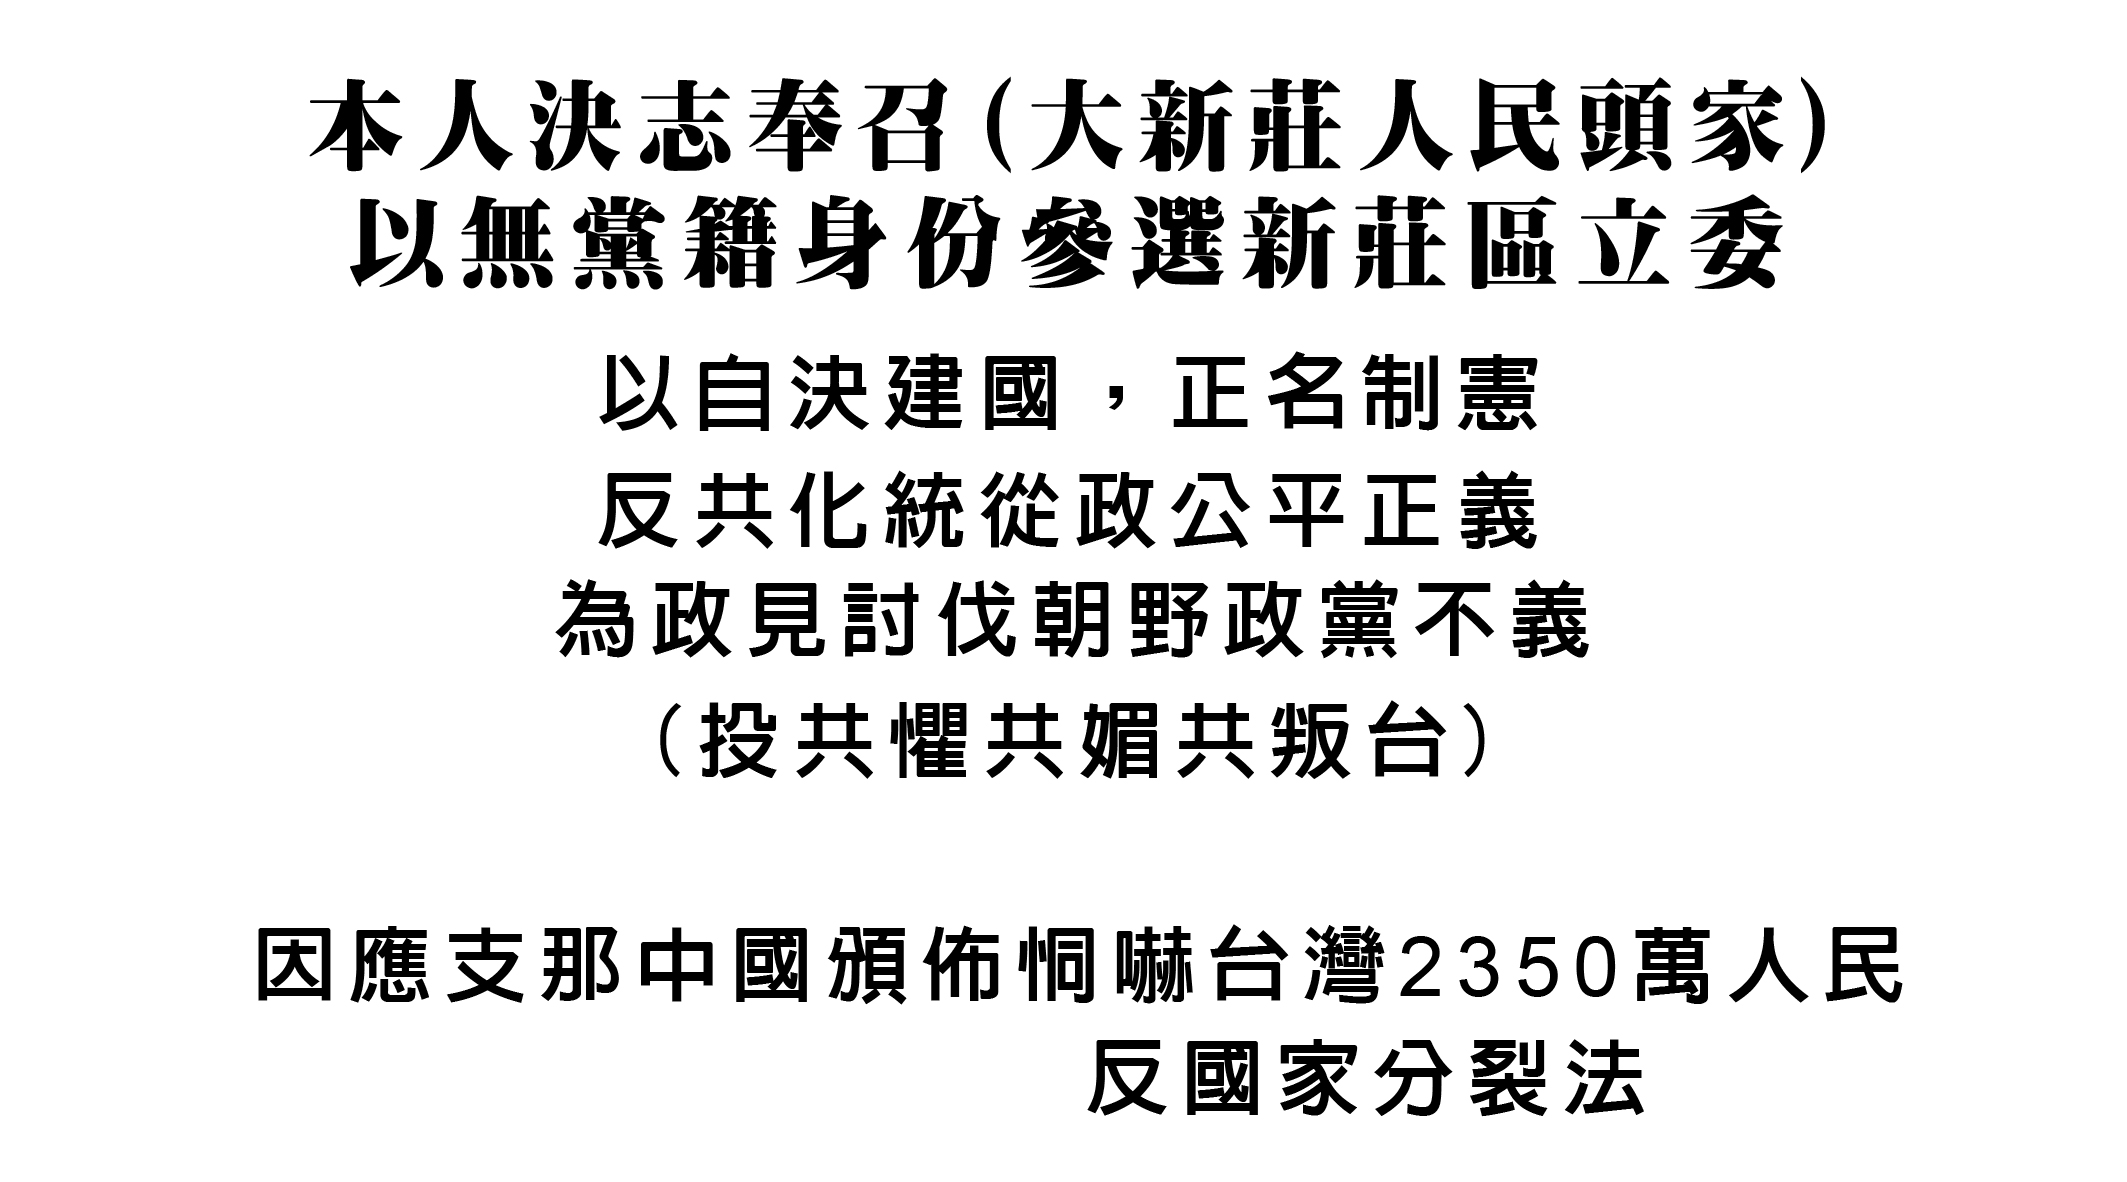 本人決志奉召(大新莊人民頭家)
以無黨籍身份參選新莊區立委
以自決建國，正名制憲
反共化統從政公平正義
為政見討伐朝野政黨不義
(投共懼共媚共叛台)
因應支那中國頒佈恫嚇台灣2350萬人民
反國家分裂法